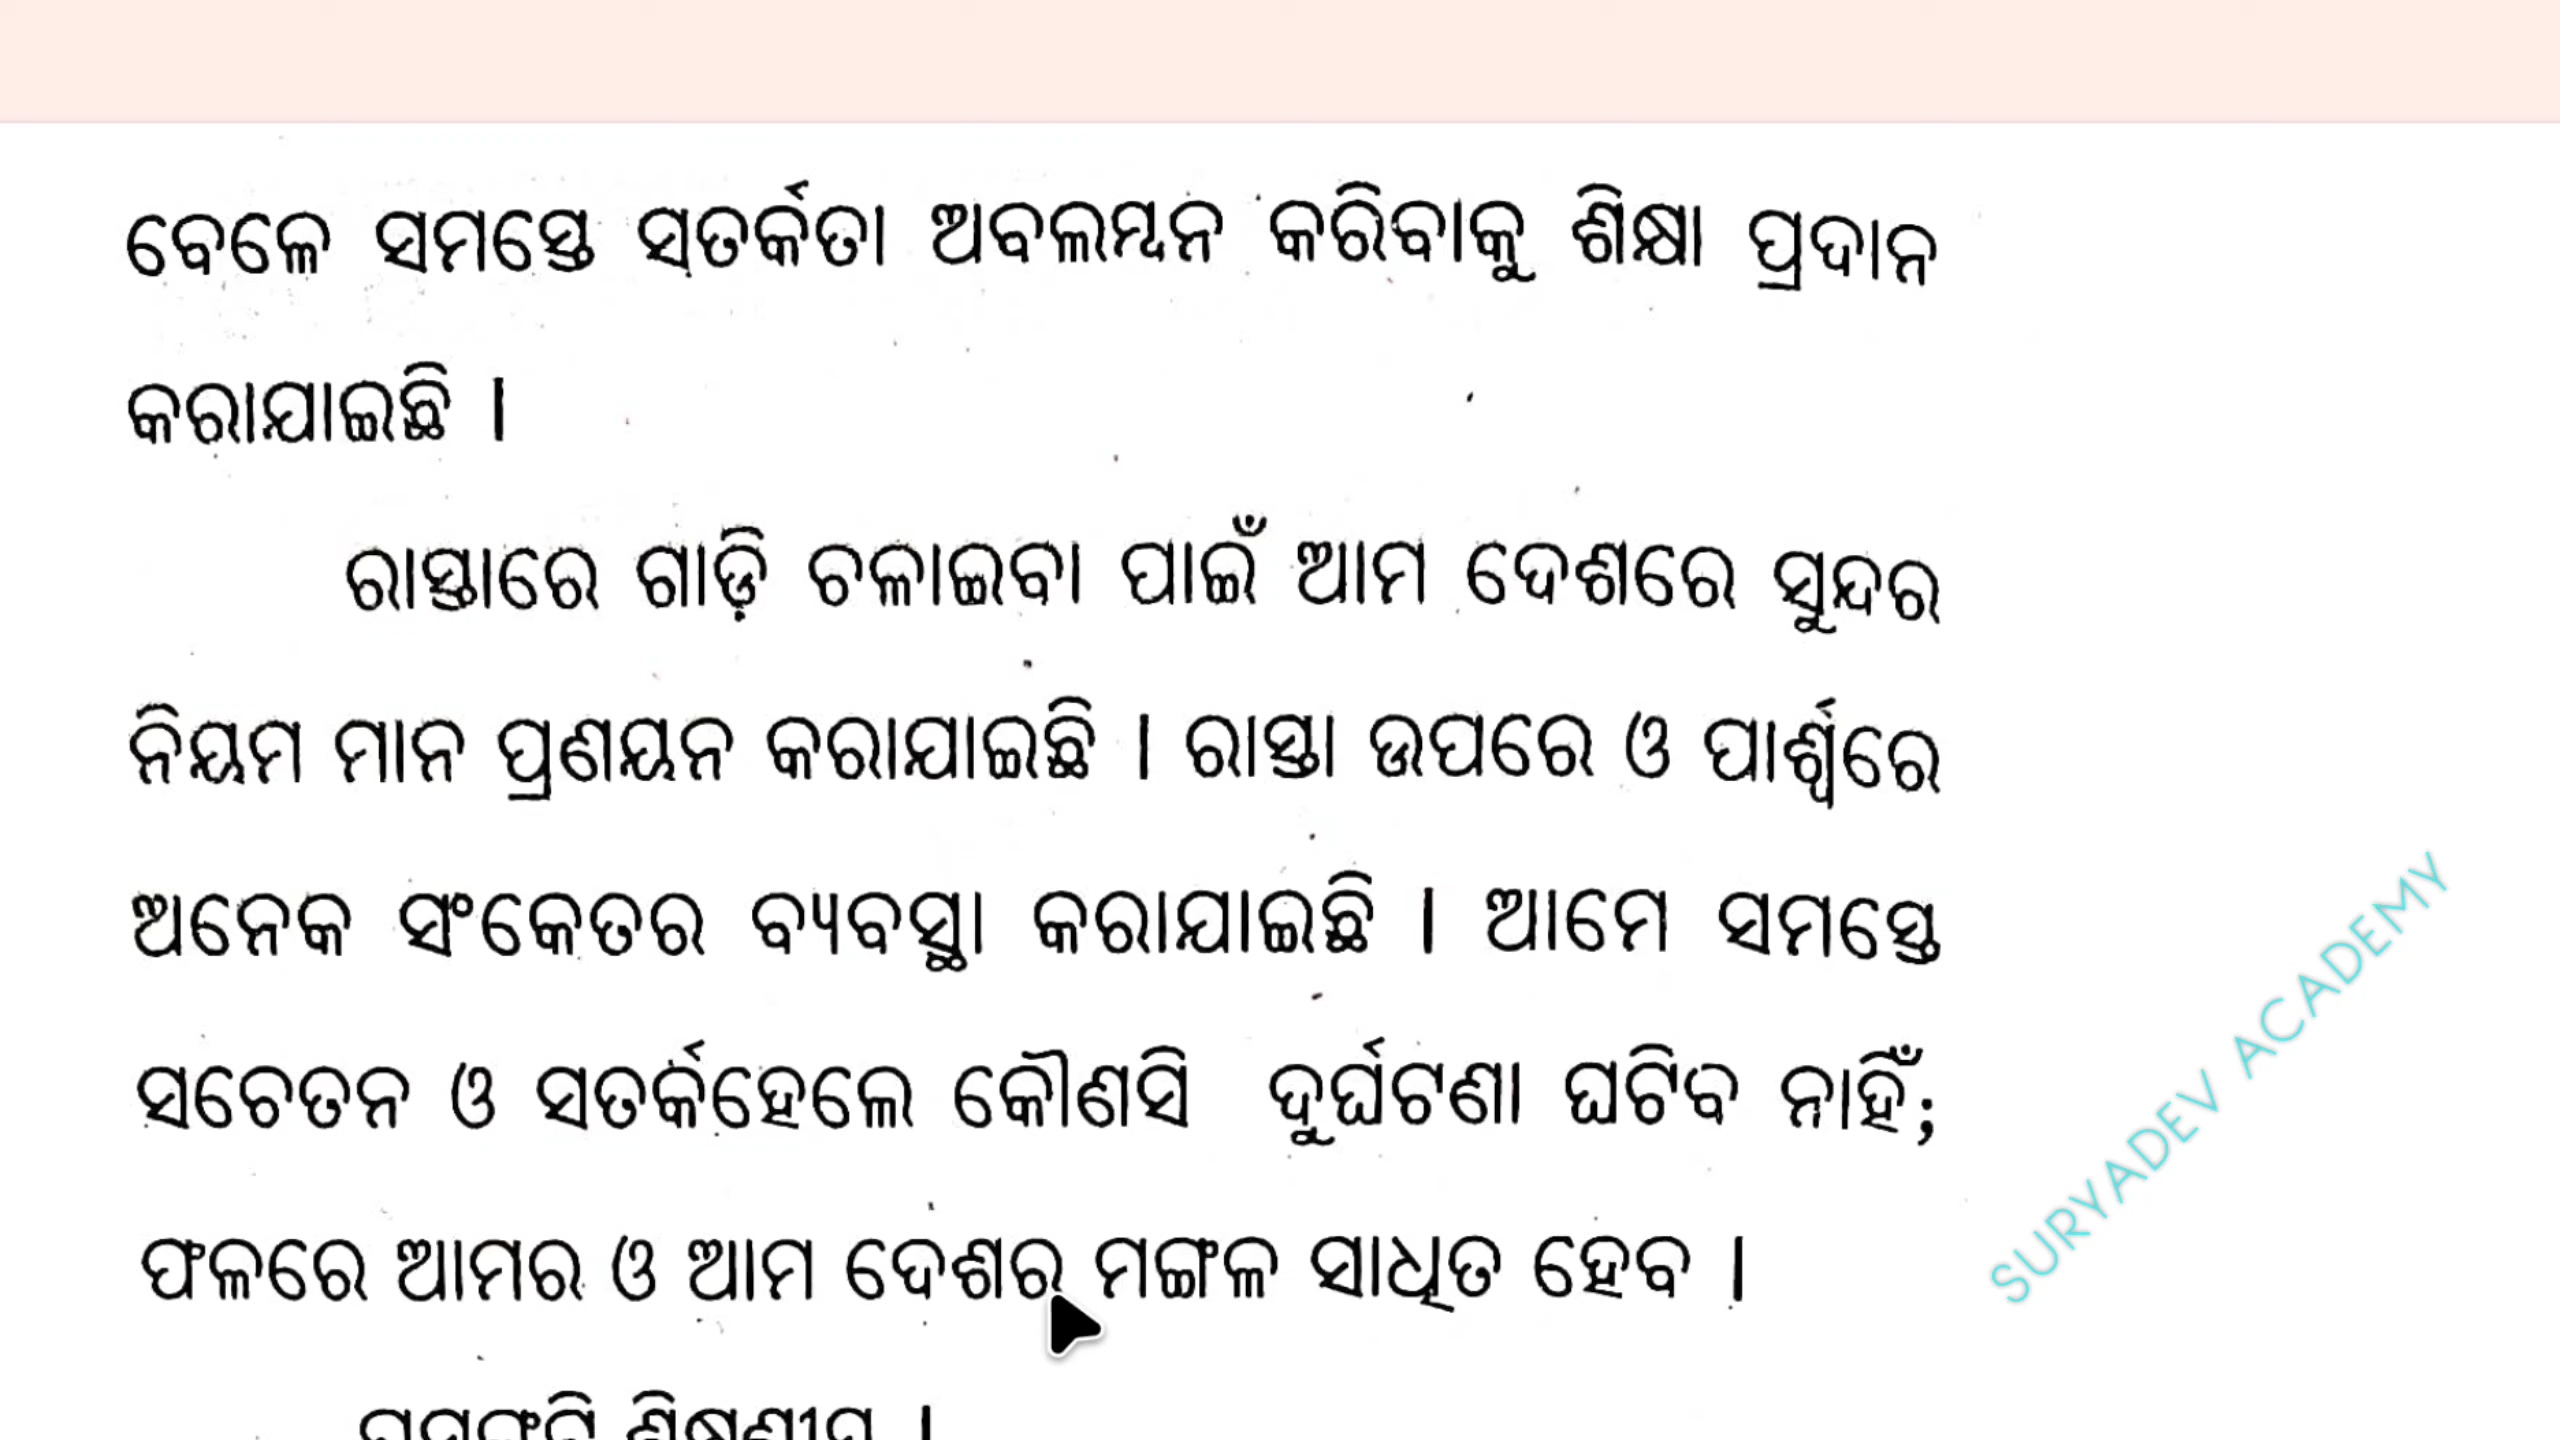 ବେଳେ ସମସ୍ତେ ସତର୍କତା ଅବଲମ୍ବନ କରିବାକୁ ଶିକ୍ଷା ପ୍ରଦାନ
କରାଯାଇଛି ।
ରାସ୍ତାରେ ଗାଡ଼ି ଚଳାଇବା ପାଇଁ ଆମ ଦେଶରେ ସୁନ୍ଦର
ନିୟମ ମାନ ପ୍ରଣୟନ କରାଯାଇଛି । ରାସ୍ତା ଉପରେ ଓ ପାର୍ଶ୍ଵରେ
ଅନେକ ସଂକେତର ବ୍ୟବସ୍ଥା କରାଯାଇଛି । ଆମେ ସମସ୍ତେ
ସଚେତନ ଓ ସତର୍କହେଲେ କୌଣସି ଦୁର୍ଘଟଣା ଘଟିବ ନାହିଁ;
ଫଳରେ ଆମର ଓ ଆମ ଦେଶର ମଙ୍ଗଳ ସାଧିତ ହେବ ।
SURYADEV ACADEMY